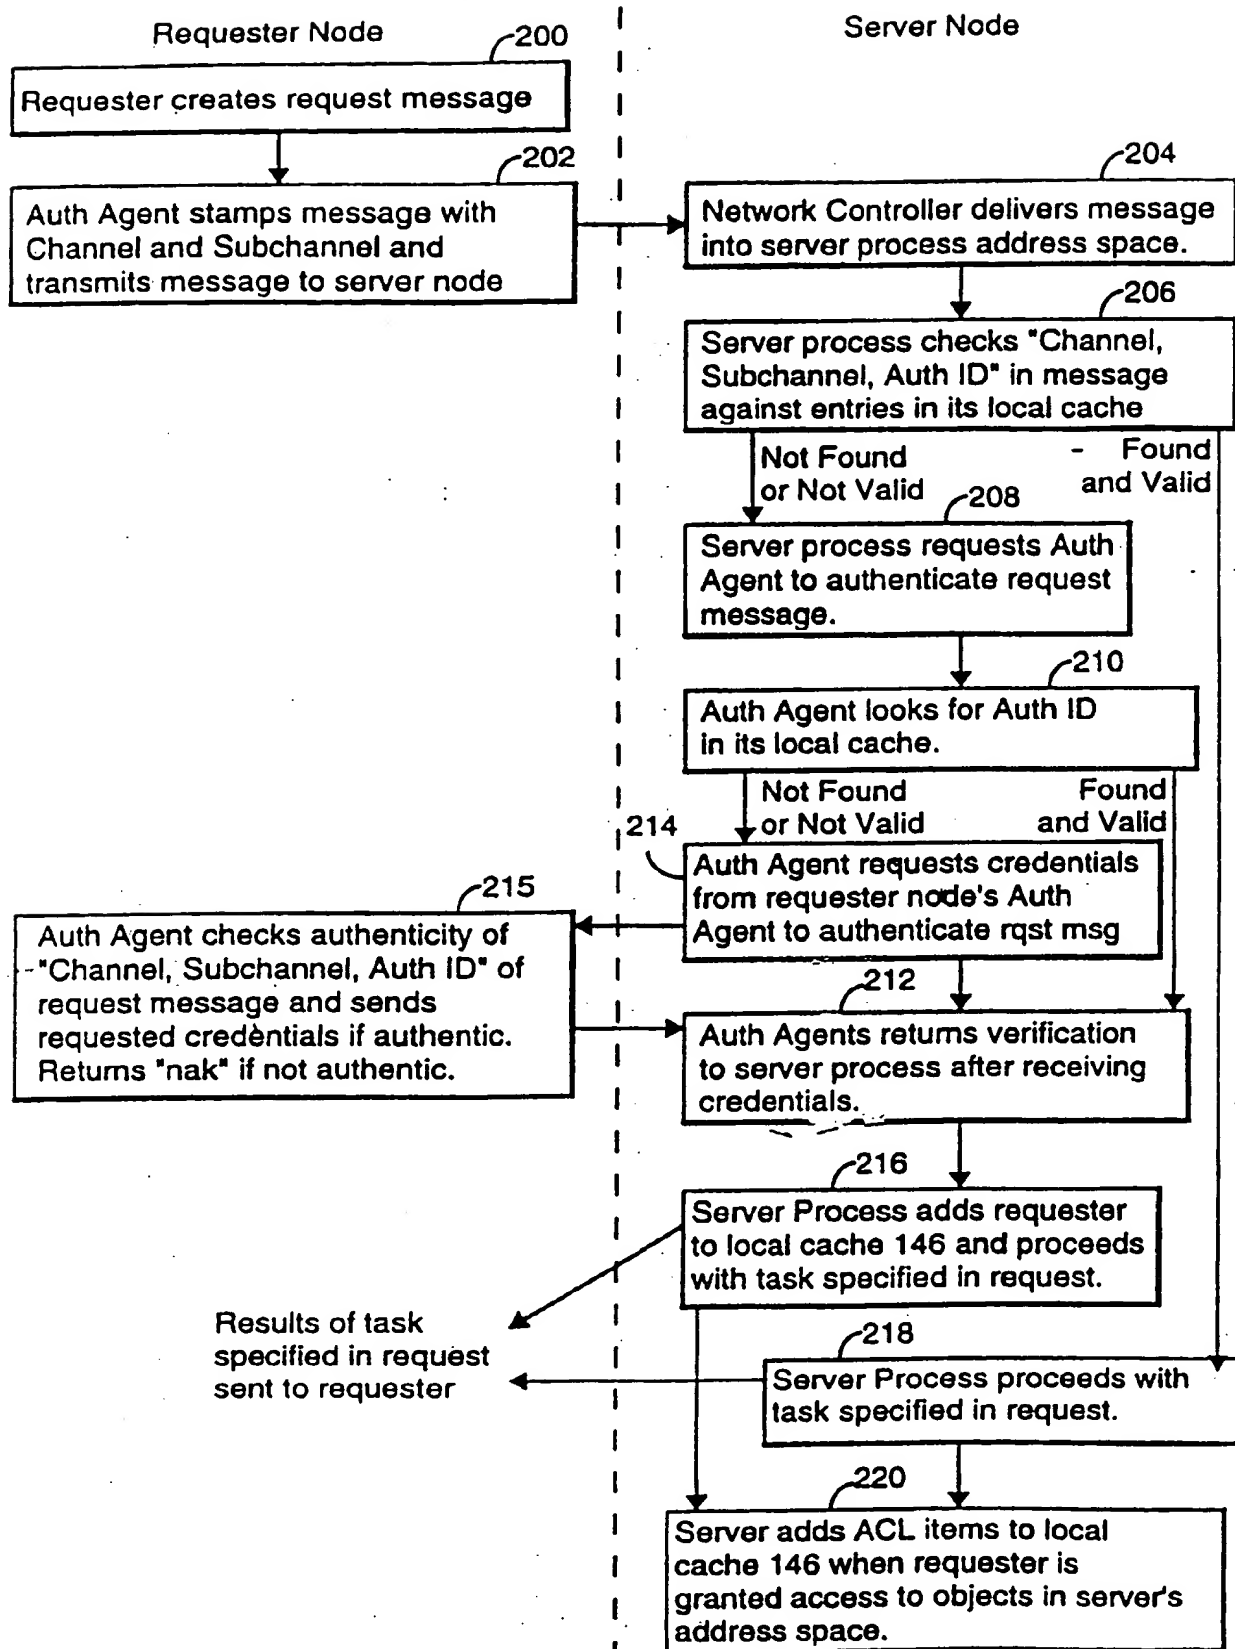 Requester Node
Server Node
200
Requester creates request message
202
Auth Agent stamps message with
Channel and Subchannel and
transmits message to server node
204
Network Controller delivers message
into server process address space.
206
Server process checks "Channel,
Subchannel, Auth ID" in message
against entries in its local cache
Not Found
or Not Valid
- Found
and Valid
208
Server process requests Auth
Agent to authenticate request
message.
210
Auth Agent looks for Auth ID
in its local cache.
Not Found
or Not Valid
Found
and Valid
214
Auth Agent requests credentials
from requester node's Auth
Agent to authenticate rqst msg
215
Auth Agent checks authenticity of
"Channel, Subchannel, Auth ID" of
request message and sends
requested credentials if authentic.
Returns "nak" if not authentic.
212
Auth Agents returns verification
to server process after receiving
credentials.
216
Server Process adds requester
to local cache 146 and proceeds
with task specified in request.
Results of task
specified in request
sent to requester
218
Server Process proceeds with
task specified in request.
220
Server adds ACL items to local
cache 146 when requester is
granted access to objects in server's
address space.